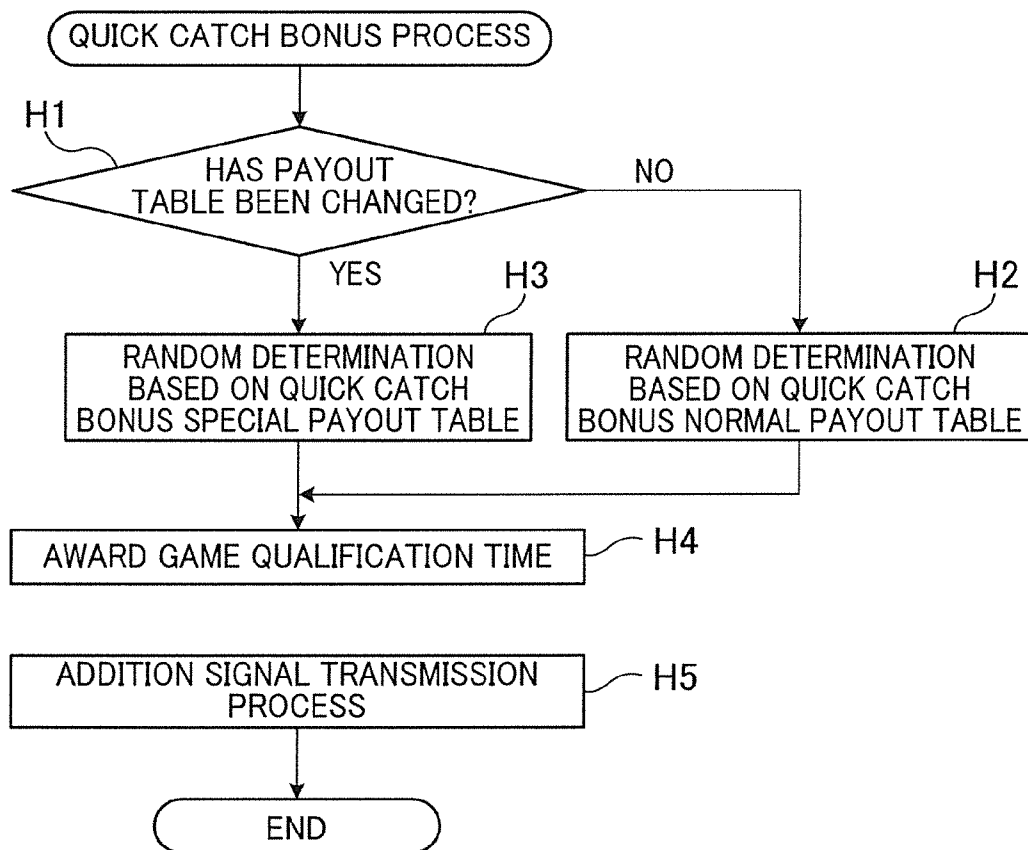 QUICK CATCH BONUS PROCESS
H1
HAS PAYOUT
TABLE BEEN CHANGED?
NO
YES
H3
H2
RANDOM DETERMINATION
BASED ON QUICK CATCH
BONUS SPECIAL PAYOUT TABLE
RANDOM DETERMINATION
BASED ON QUICK CATCH
BONUS NORMAL PAYOUT TABLE
AWARD GAME QUALIFICATION TIME
H4
ADDITION SIGNAL TRANSMISSION
PROCESS
H5
END